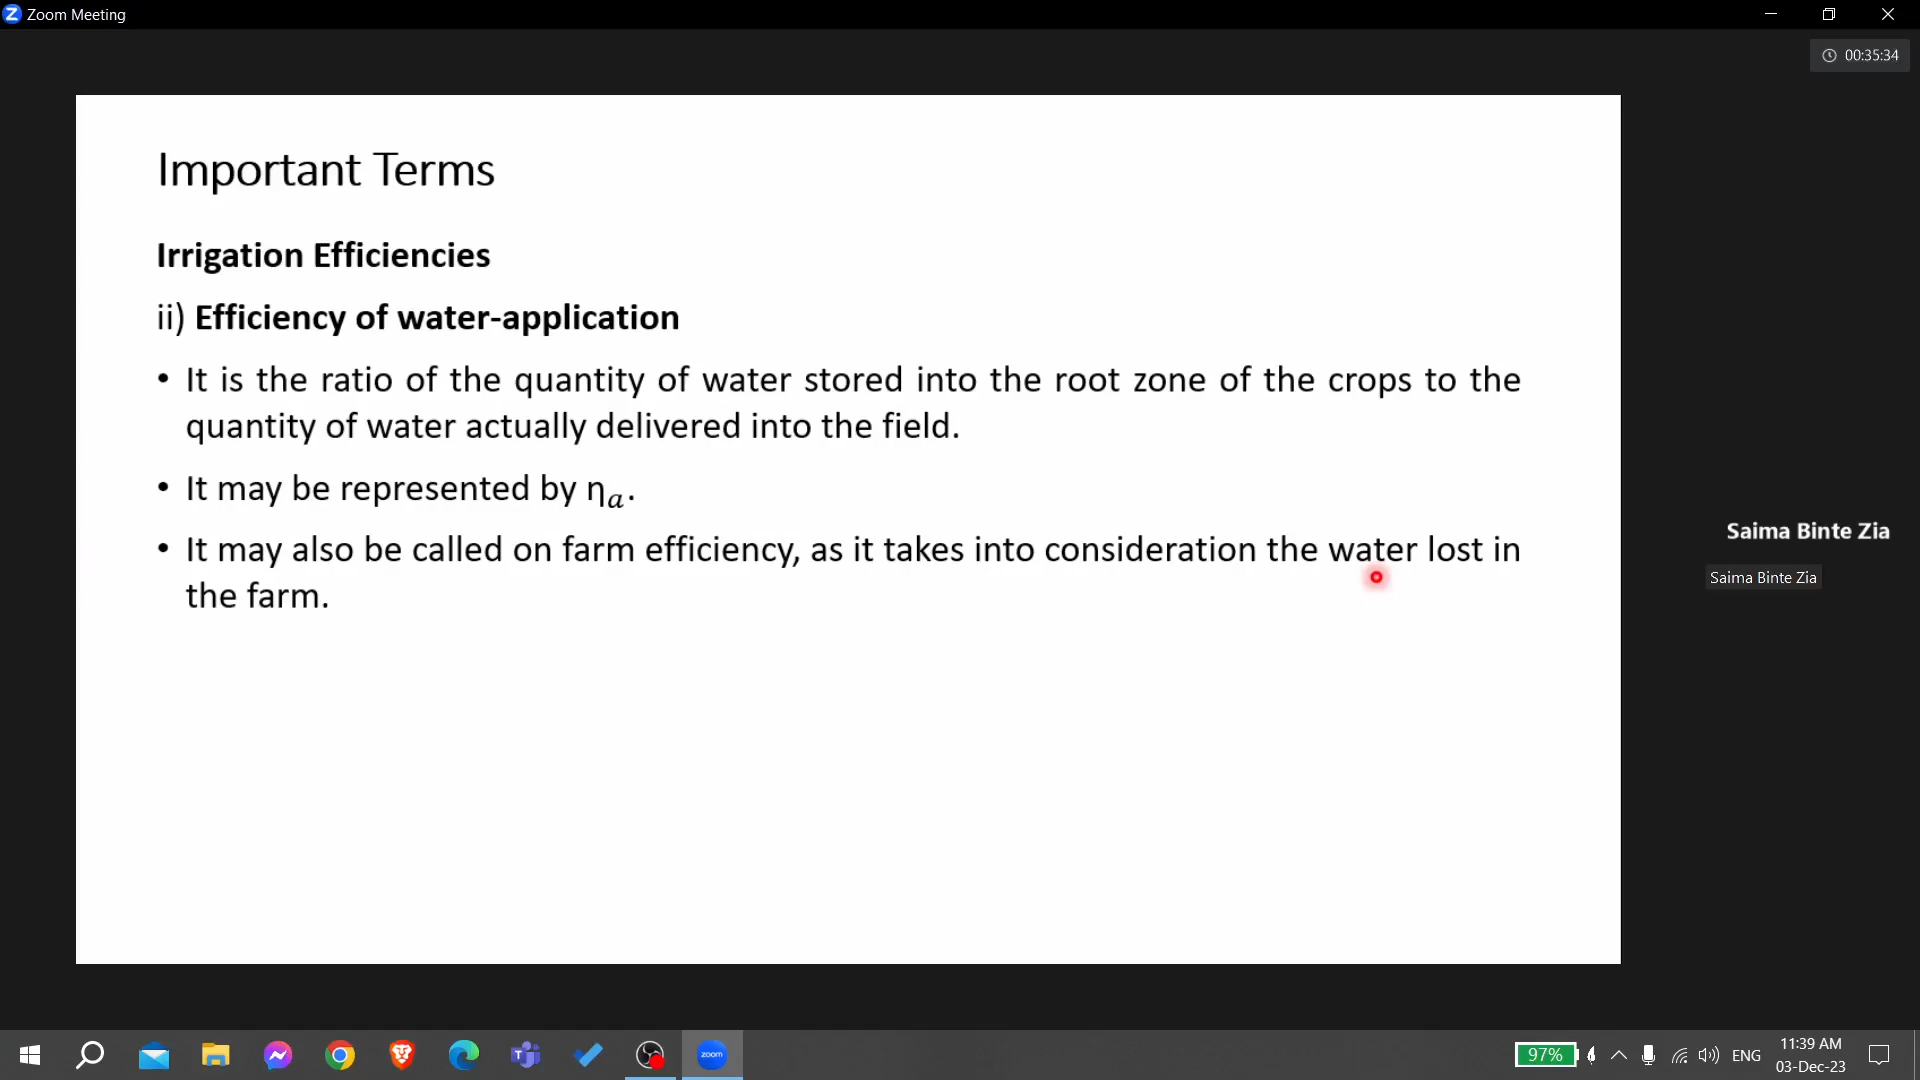 Zoom Meeting
00:35:34
Important Terms
Irrigation Efficiencies
ii) Efficiency of water-application
• It is the ratio of the quantity of water stored into the root zone of the crops to the
quantity of water actually delivered into the field.
• It may be represented by ηₐ.
• It may also be called on farm efficiency, as it takes into consideration the water lost in
the farm.
Saima Binte Zia
Saima Binte Zia
zoom
97%
ENG
11:39 AM
03-Dec-23